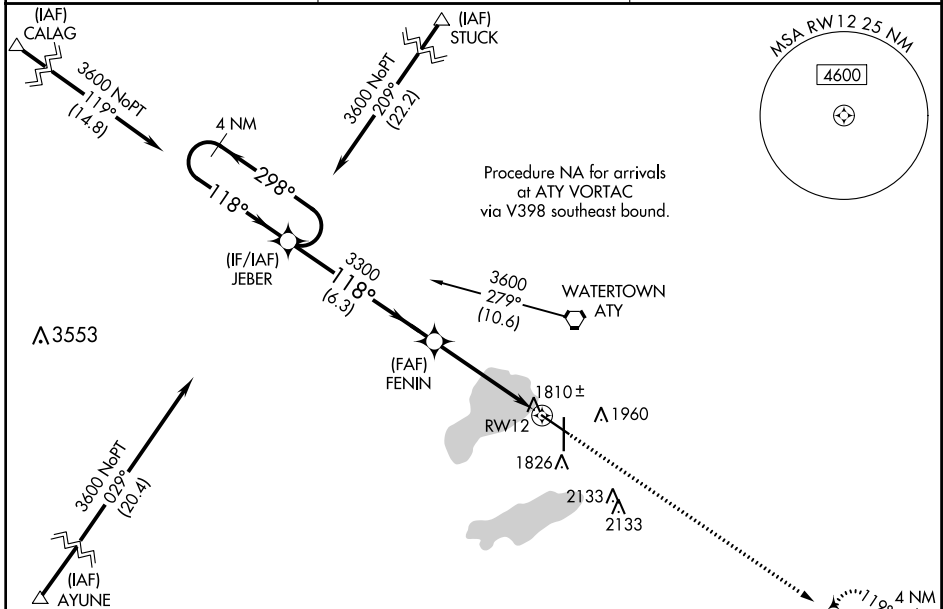 (IAF)
CALAG
3600 NoPT
119°
(14.8)
(IAF)
STUCK
3600 NoPT
209°
(22.2)
MSA RW12 25 NM
4600
4 NM
298°
118°
Procedure NA for arrivals
at ATY VORTAC
via V398 southeast bound.
(IF/IAF)
JEBER
3300
118°
(6.3)
3600
279°
(10.6)
WATERTOWN
ATY
3553
(FAF)
FENIN
1810 ±
RW12
1960
1826
2133
2133
3600 NoPT
029°
(20.4)
(IAF)
AYUNE
119°
4 NM